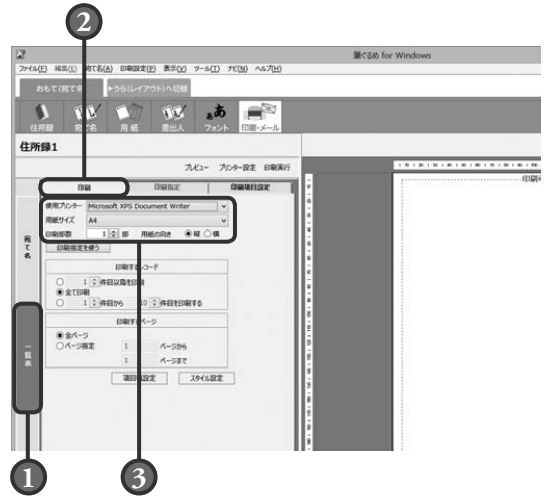 2
筆ぐるめ for Windows
ファイル(F) 編集(E) 宛て名(A) 印刷設定(P) 表示(V) ツール(T) ナビ(N) ヘルプ(H)
おもて(宛て名) ▶うら(レイアウト)へ切替
住所録 宛て名 用紙 差出人 フォント 印刷・メール
住所録1
プレビュー プリンター設定 印刷実行
印刷 印刷指定 印刷項目設定
使用プリンター Microsoft XPS Document Writer
用紙サイズ A4
印刷部数 1 部 用紙の向き 縦 横
印刷指定を使う
宛て名
印刷するレコード
1 件目以降を印刷
全て印刷
1 件目から 10 件目を印刷する
印刷するページ
全ページ
ページ指定 1 ページから
1 ページまで
項目設定 スタイル設定
一覧表
1
3